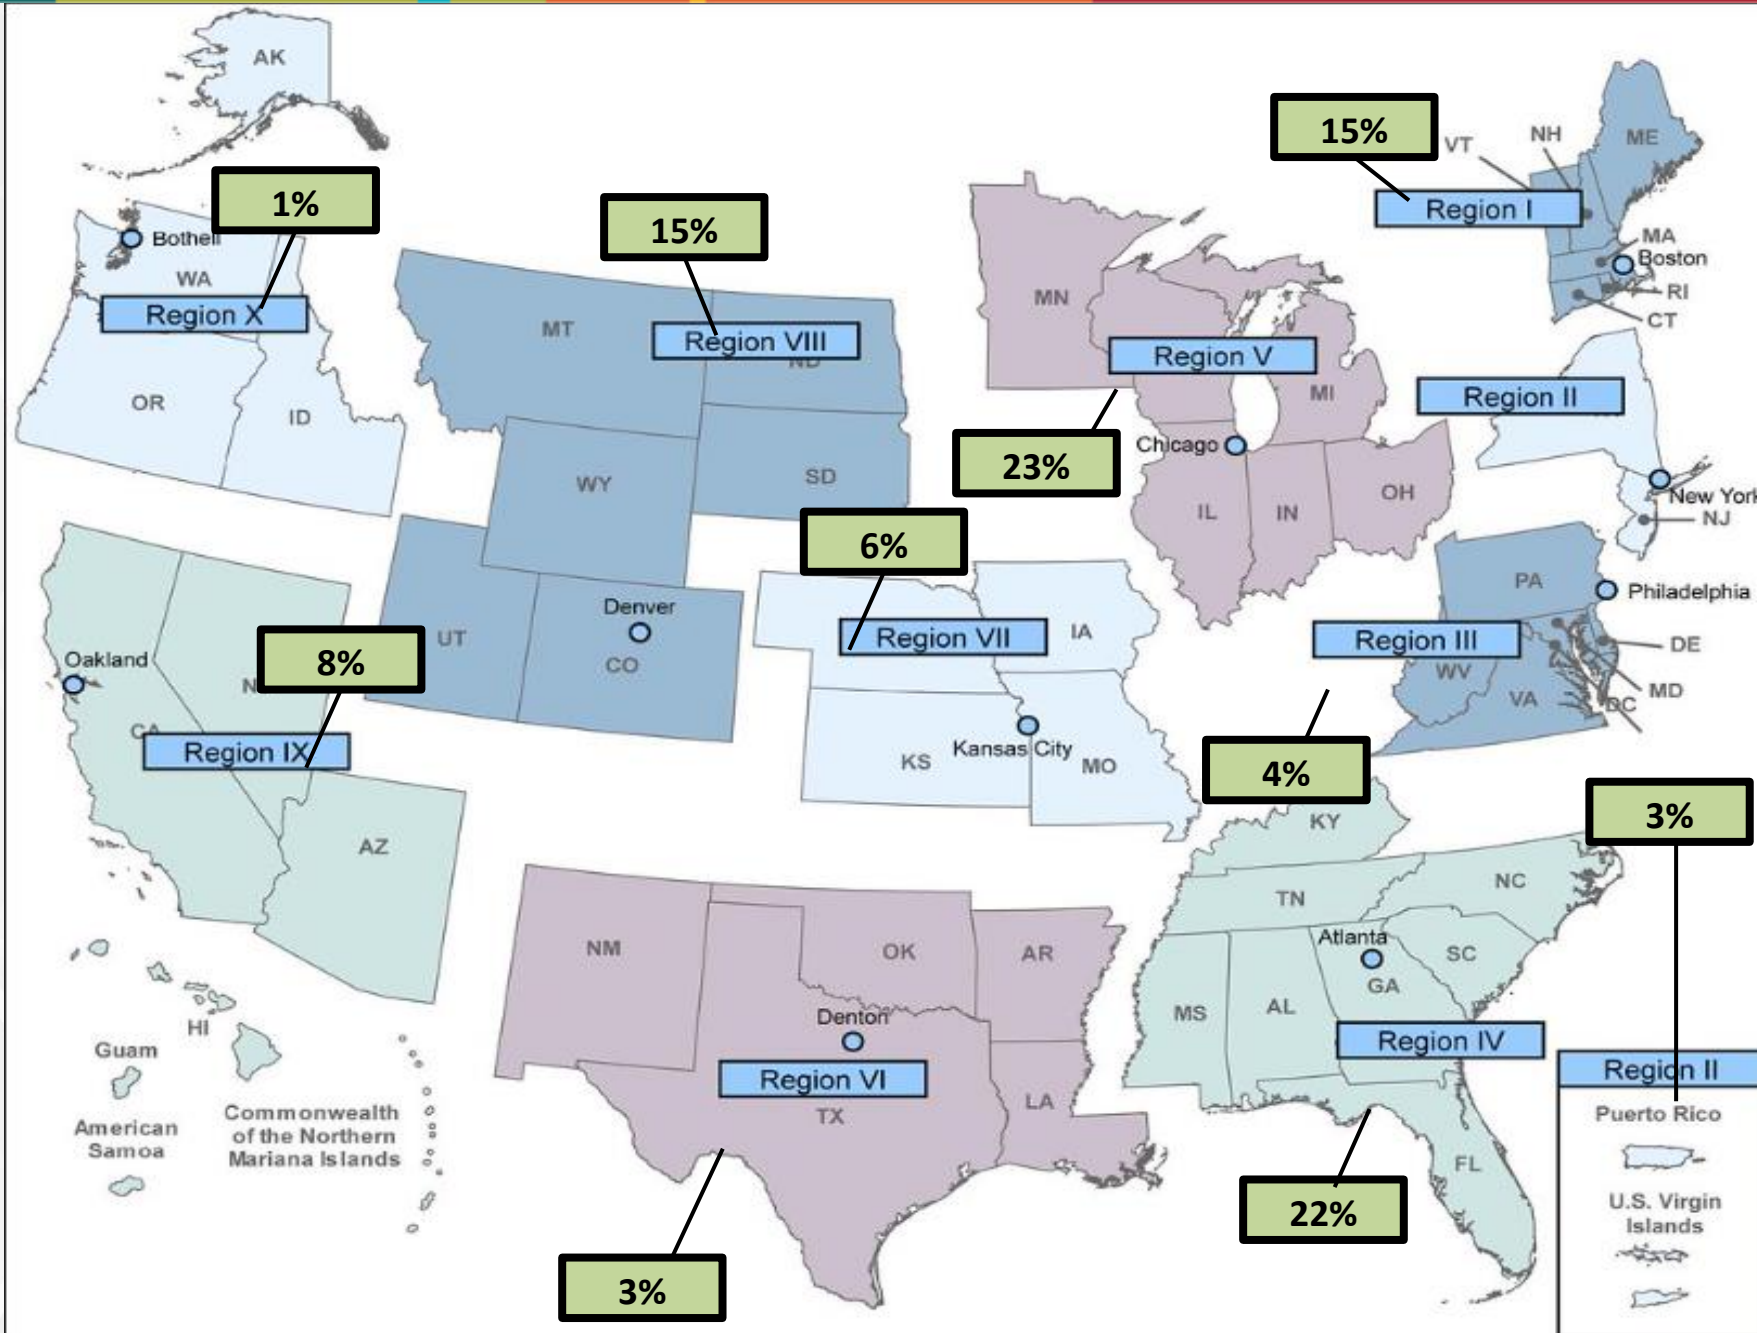 AK
1%
Bothell
WA
Region X
OR
ID
15%
MT
Region VIII
ND
WY
SD
UT
Denver
CO
15%
VT
NH
ME
Region I
MA
Boston
RI
CT
MN
Region V
MI
23%
Chicago
IL
IN
OH
Region II
New York
NJ
6%
Region VII
IA
KS
Kansas City
MO
PA
Philadelphia
Region III
DE
WV
MD
VA
DC
4%
Oakland
8%
CA
Region IX
AZ
HI
Guam
American
Samoa
Commonwealth
of the Northern
Mariana Islands
NM
OK
AR
Denton
Region VI
TX
LA
3%
KY
TN
NC
Atlanta
SC
MS
AL
GA
Region IV
FL
22%
3%
Region II
Puerto Rico
U.S. Virgin
Islands